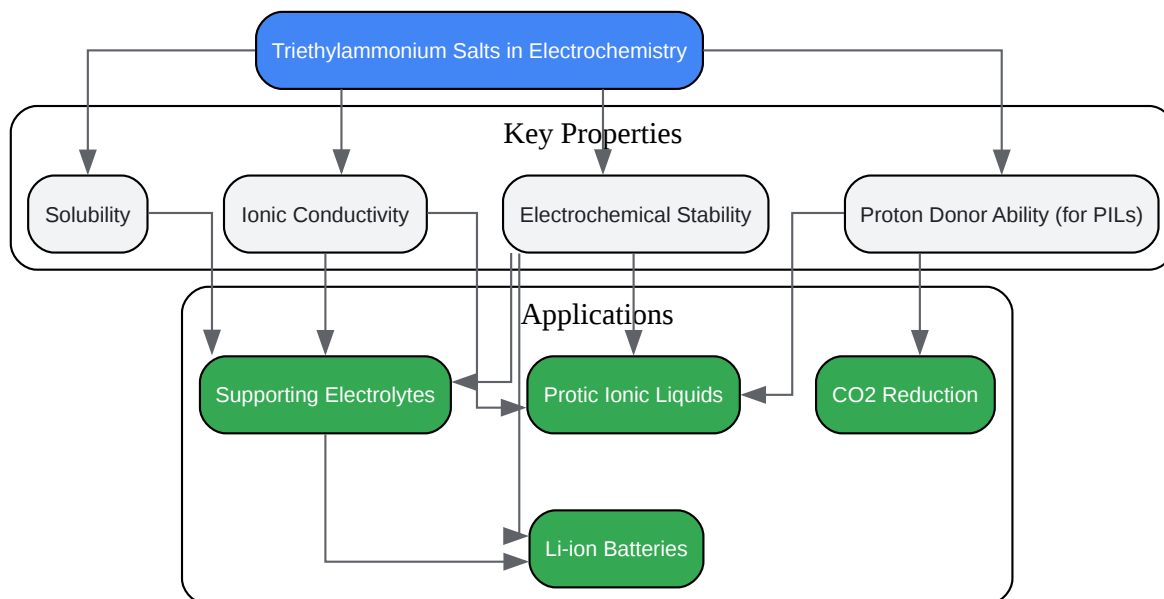 Triethylammonium Salts in Electrochemistry
Key Properties
Solubility
Ionic Conductivity
Electrochemical Stability
Proton Donor Ability (for PILs)
Applications
Supporting Electrolytes
Protic Ionic Liquids
CO2 Reduction
Li-ion Batteries